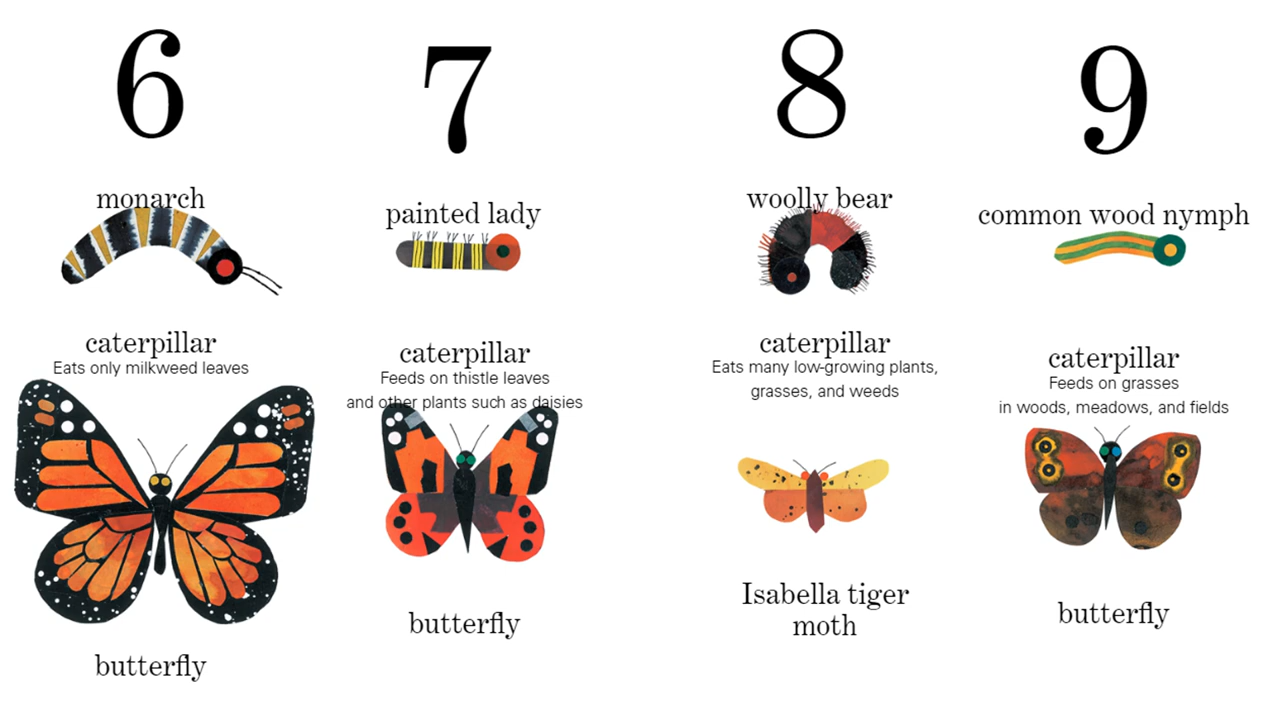 6
monarch
caterpillar
Eats only milkweed leaves
butterfly
7
painted lady
caterpillar
Feeds on thistle leaves
and other plants such as daisies
butterfly
8
woolly bear
caterpillar
Eats many low-growing plants,
grasses, and weeds
Isabella tiger
moth
9
common wood nymph
caterpillar
Feeds on grasses
in woods, meadows, and fields
butterfly